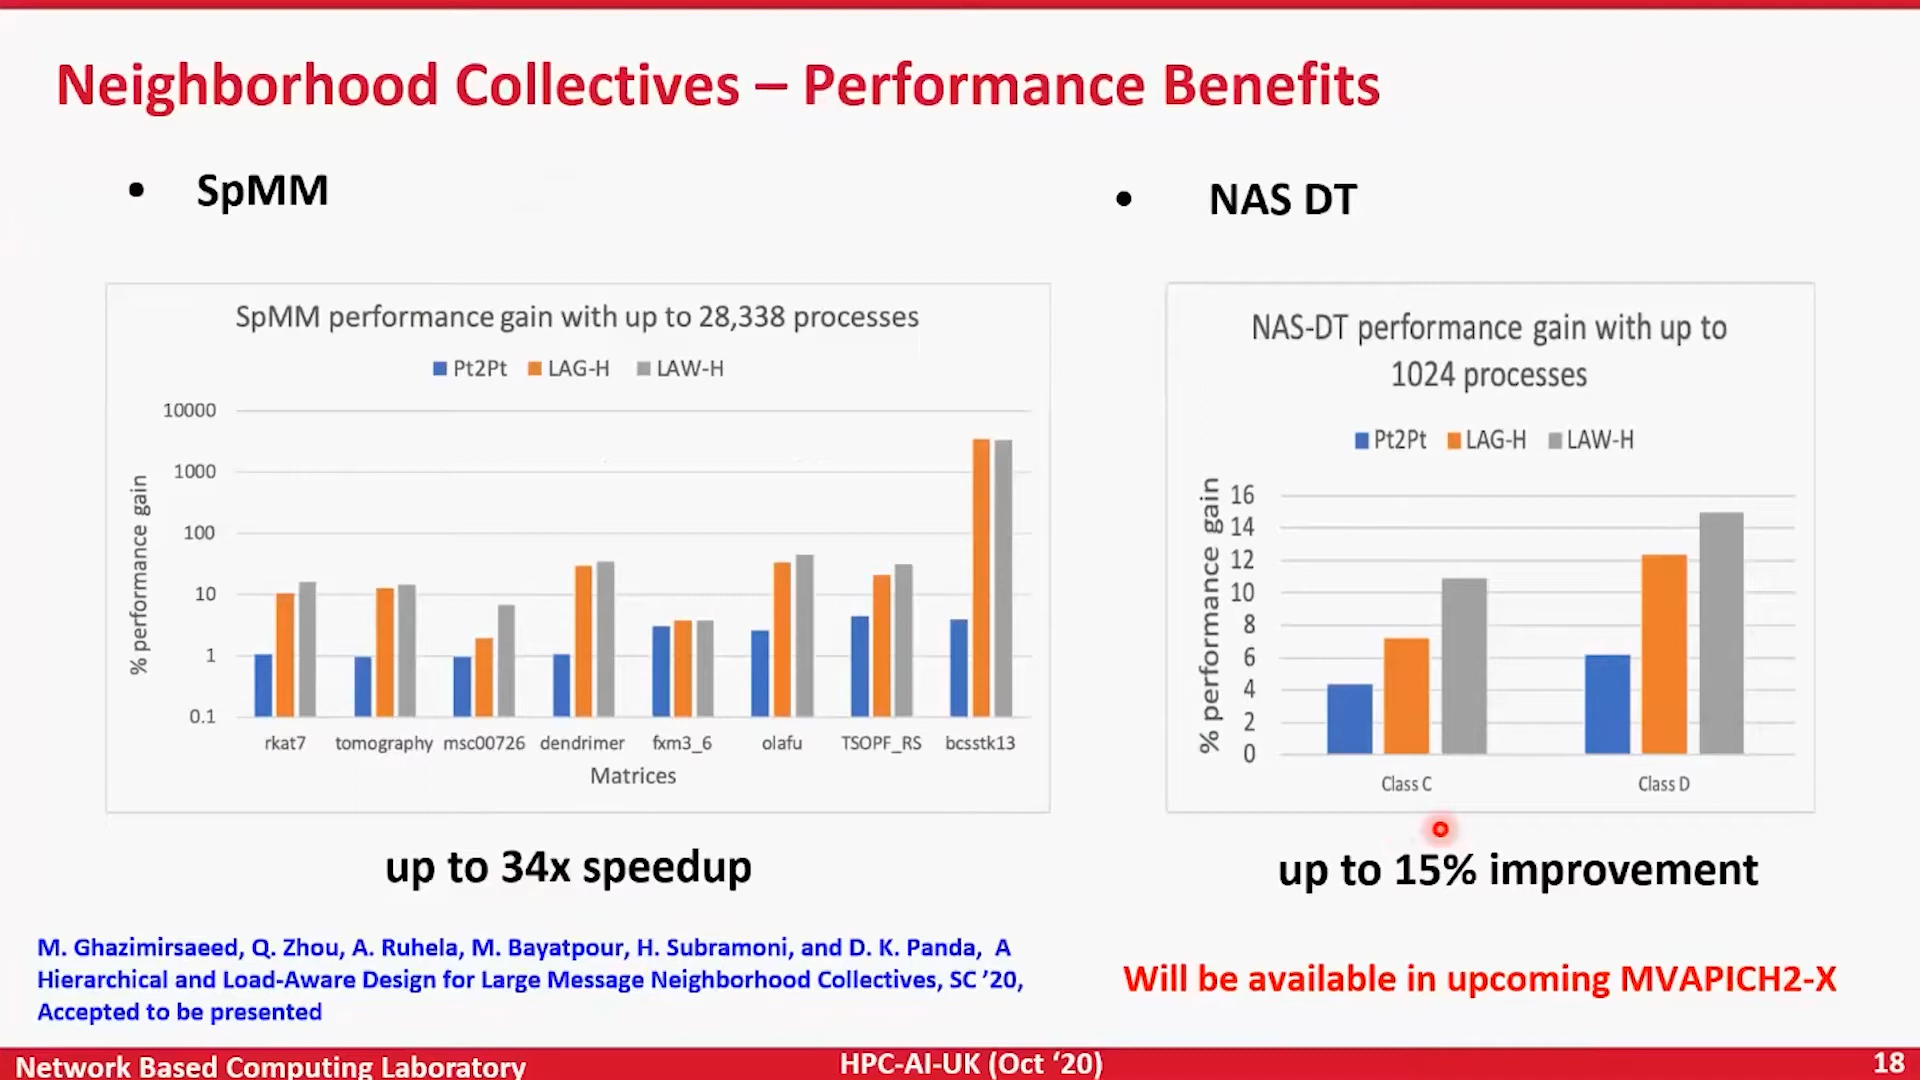 Neighborhood Collectives – Performance Benefits
• SpMM
SpMM performance gain with up to 28,338 processes
Pt2Pt LAG-H LAW-H
% performance gain
10000
1000
100
10
1
0.1
rkat7 tomography msc00726 dendrimer fxm3_6 olafu TSOPF_RS bcsstk13
Matrices
up to 34x speedup
• NAS DT
NAS-DT performance gain with up to
1024 processes
Pt2Pt LAG-H LAW-H
% performance gain
16
14
12
10
8
6
4
2
0
Class C Class D
up to 15% improvement
M. Ghazimirsaeed, Q. Zhou, A. Ruhela, M. Bayatpour, H. Subramoni, and D. K. Panda, A
Hierarchical and Load-Aware Design for Large Message Neighborhood Collectives, SC ’20,
Accepted to be presented
Will be available in upcoming MVAPICH2-X
Network Based Computing Laboratory
HPC-AI-UK (Oct ‘20)
18